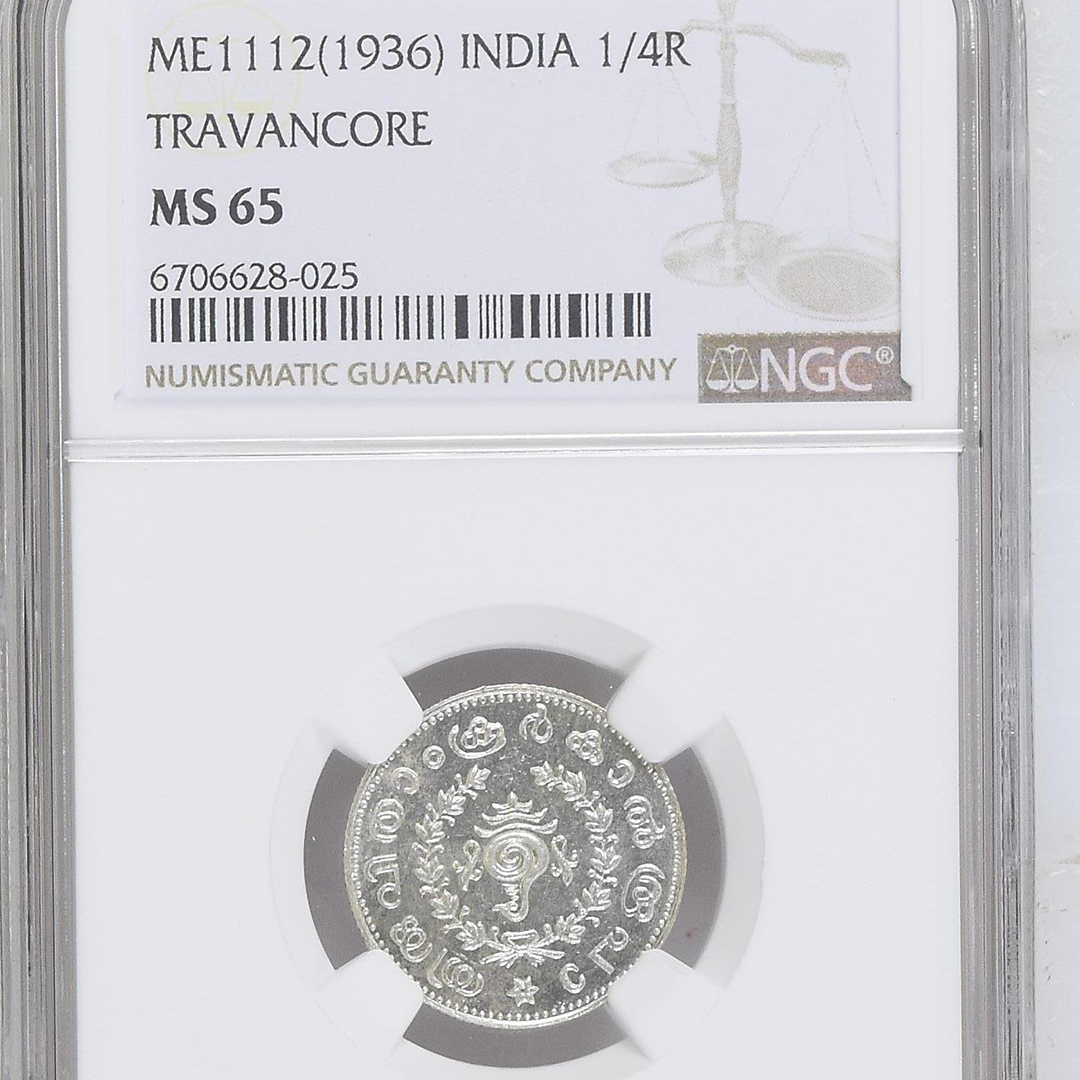 ME1112(1936) INDIA 1/4R
TRAVANCORE
MS 65
6706628-025
NUMISMATIC GUARANTY COMPANY
NGC®